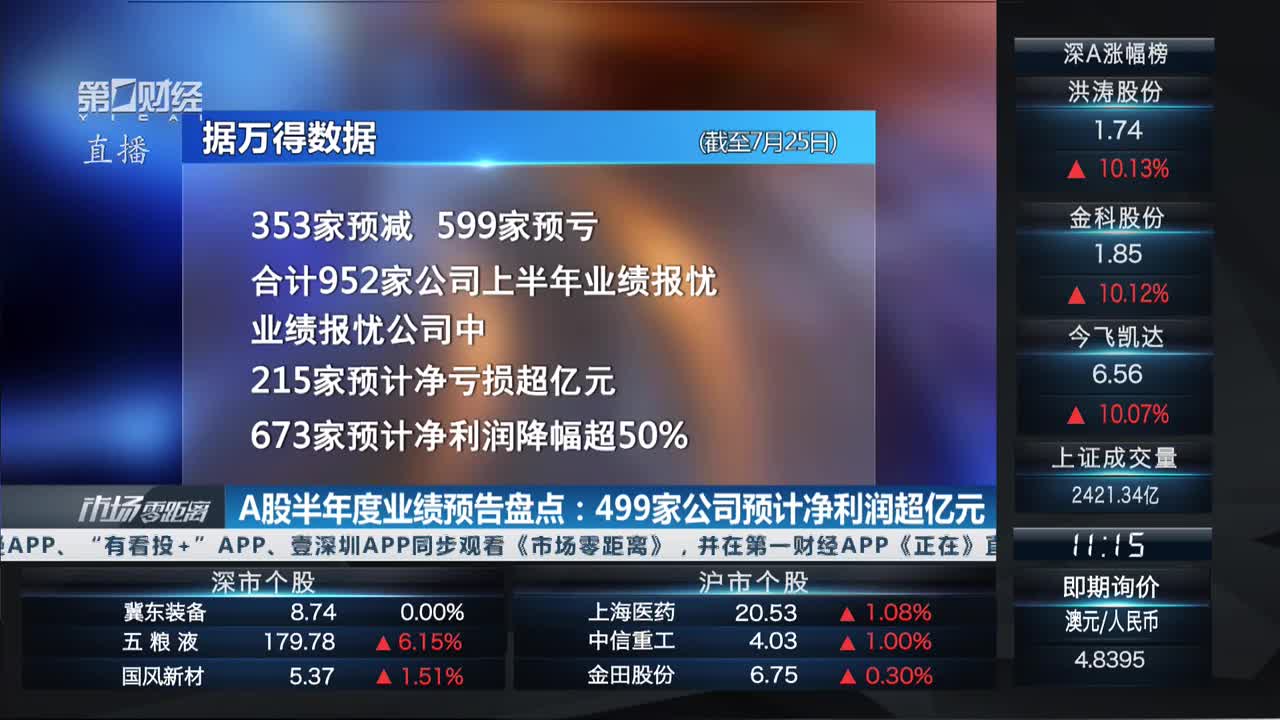 第一财经
YICAI
直播
据万得数据
(截至7月25日)
353家预减 599家预亏
合计952家公司上半年业绩报忧
业绩报忧公司中
215家预计净亏损超亿元
673家预计净利润降幅超50%
市场零距离
A股半年度业绩预告盘点：499家公司预计净利润超亿元
APP、“有看投+”APP、壹深圳APP同步观看《市场零距离》，并在第一财经APP《正在》
深市个股
冀东装备 8.74 0.00%
五粮液 179.78 ▲6.15%
国风新材 5.37 ▲1.51%
沪市个股
上海医药 20.53 ▲1.08%
中信重工 4.03 ▲1.00%
金田股份 6.75 ▲0.30%
深A涨幅榜
洪涛股份
1.74
▲ 10.13%
金科股份
1.85
▲ 10.12%
今飞凯达
6.56
▲ 10.07%
上证成交量
2421.34亿
11:15
即期询价
澳元/人民币
4.8395